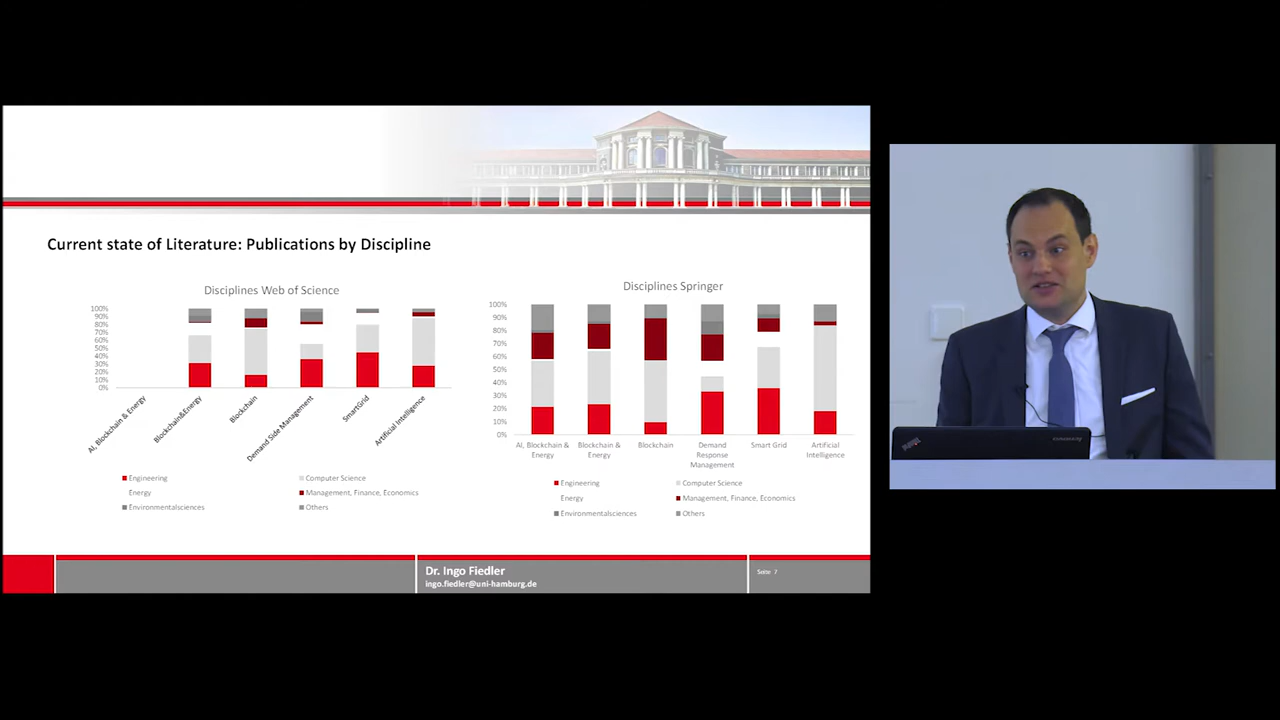 Current state of Literature: Publications by Discipline
Disciplines Web of Science
100%
90%
80%
70%
60%
50%
40%
30%
20%
10%
0%
AI, Blockchain & Energy
Blockchain&Energy
Blockchain
Demand Side Management
SmartGrid
Artificial Intelligence
Engineering
Computer Science
Energy
Management, Finance, Economics
Environmentalsciences
Others
Disciplines Springer
100%
90%
80%
70%
60%
50%
40%
30%
20%
10%
0%
AI, Blockchain &
Energy
Blockchain &
Energy
Blockchain
Demand
Response
Management
Smart Grid
Artificial
Intelligence
Engineering
Computer Science
Energy
Management, Finance, Economics
Environmentalsciences
Others
Dr. Ingo Fiedler
ingo.fiedler@uni-hamburg.de
Seite 7